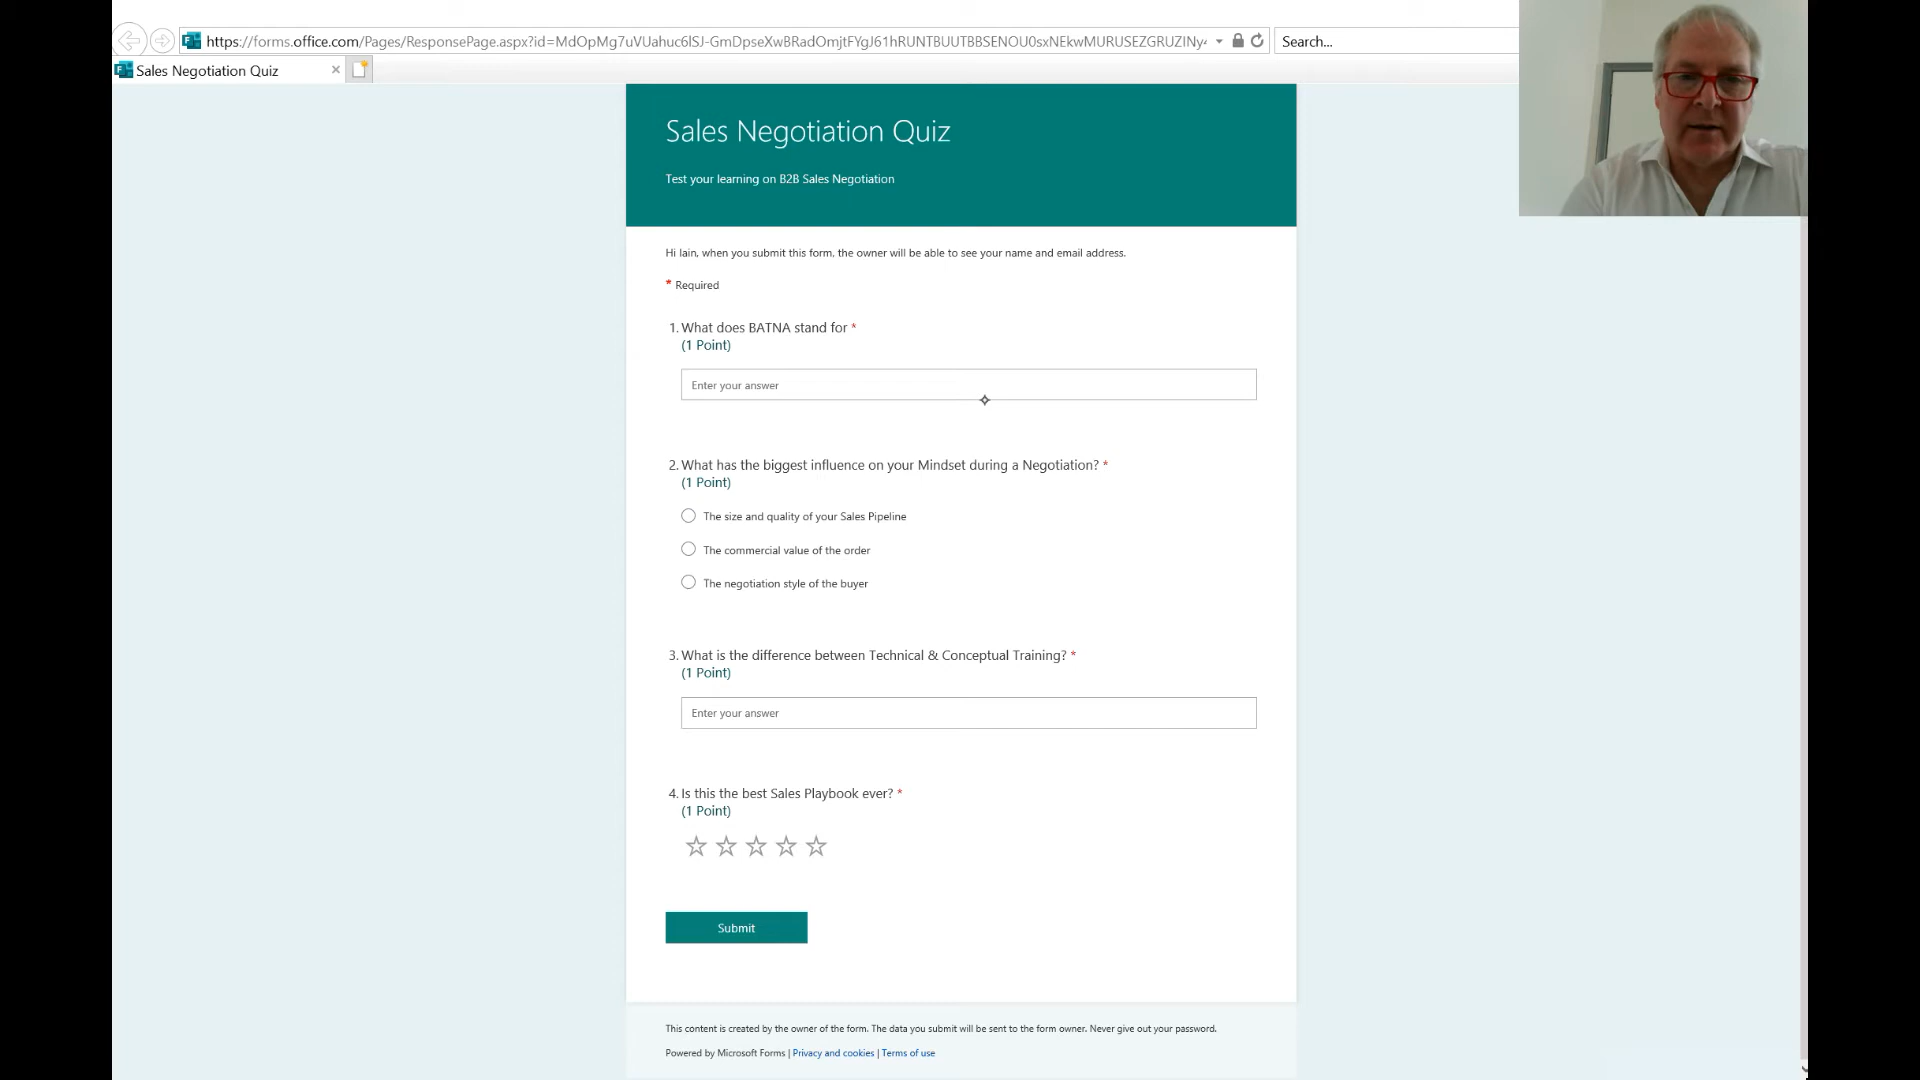 https://forms.office.com/Pages/ResponsePage.aspx?id=MdOpMg7uVUahuc6lSJ-GmDpseXwBRadOmjtFYgJ61hRUNTBUUTBBSENOU0sxNEkwMURUSEZGRUZINy
Search...
Sales Negotiation Quiz
Sales Negotiation Quiz
Test your learning on B2B Sales Negotiation
Hi Iain, when you submit this form, the owner will be able to see your name and email address.
* Required
1. What does BATNA stand for *
(1 Point)
Enter your answer
2. What has the biggest influence on your Mindset during a Negotiation? *
(1 Point)
The size and quality of your Sales Pipeline
The commercial value of the order
The negotiation style of the buyer
3. What is the difference between Technical & Conceptual Training? *
(1 Point)
Enter your answer
4. Is this the best Sales Playbook ever? *
(1 Point)
Submit
This content is created by the owner of the form. The data you submit will be sent to the form owner. Never give out your password.
Powered by Microsoft Forms | Privacy and cookies | Terms of use